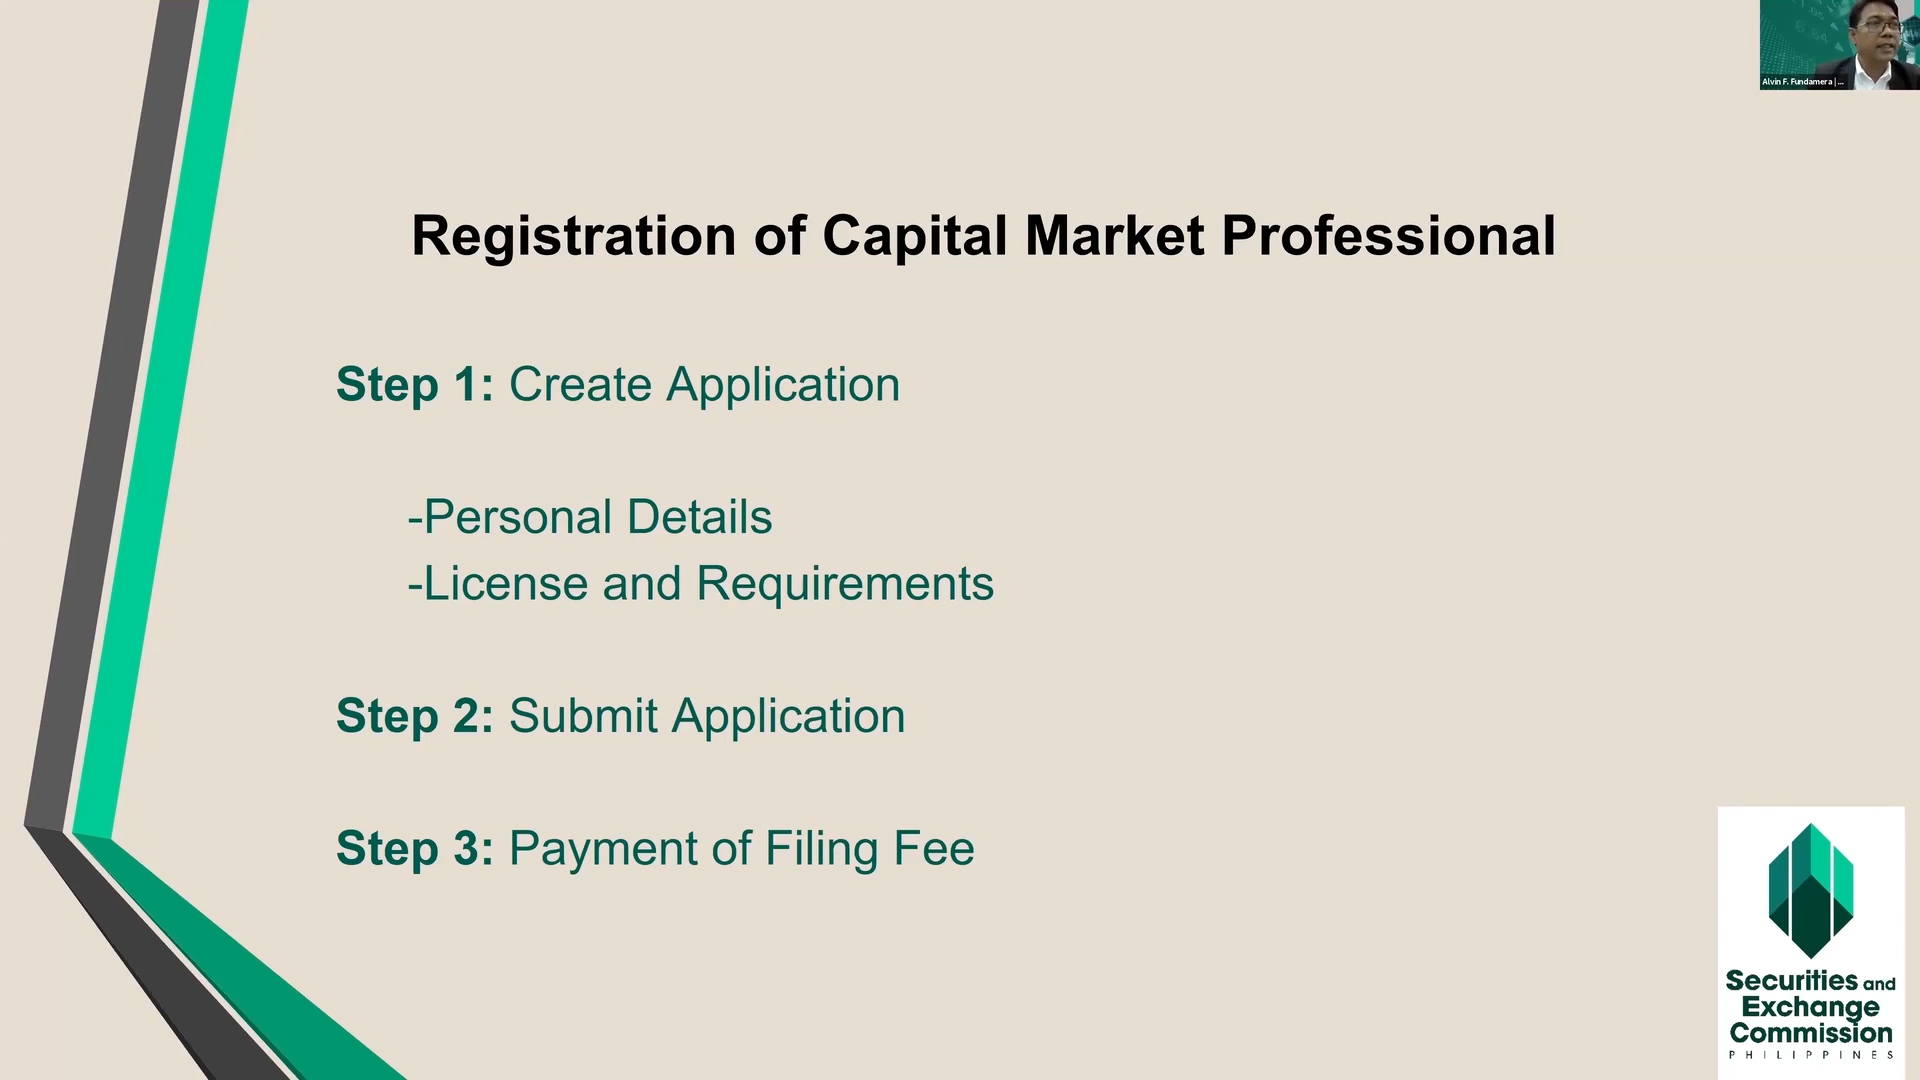 Alvin F. Fundamera | ...
Registration of Capital Market Professional
Step 1: Create Application
-Personal Details
-License and Requirements
Step 2: Submit Application
Step 3: Payment of Filing Fee
Securities and
Exchange
Commission
PHILIPPINES